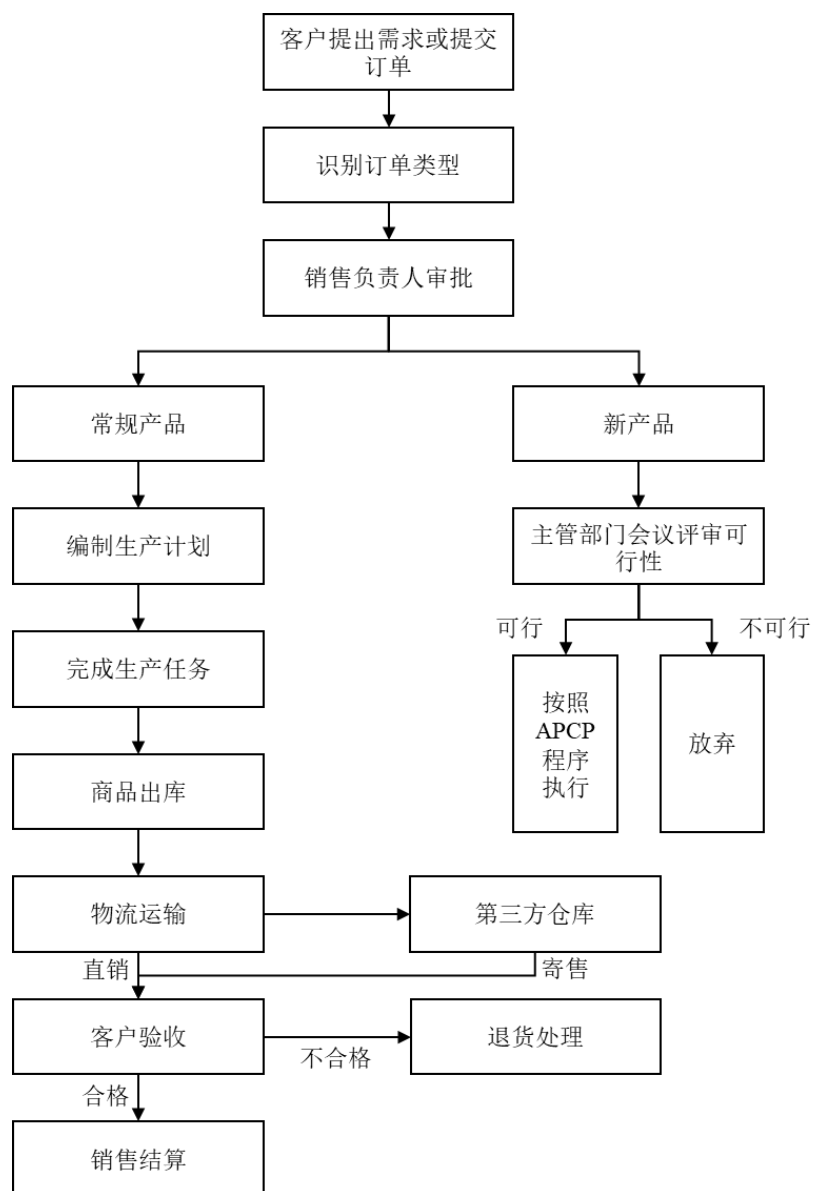 客户提出需求或提交
订单
识别订单类型
销售负责人审批
常规产品
新产品
编制生产计划
主管部门会议评审可
行性
可行
不可行
完成生产任务
按照
APCP
程序
执行
放弃
商品出库
物流运输
第三方仓库
直销
寄售
客户验收
不合格
退货处理
合格
销售结算